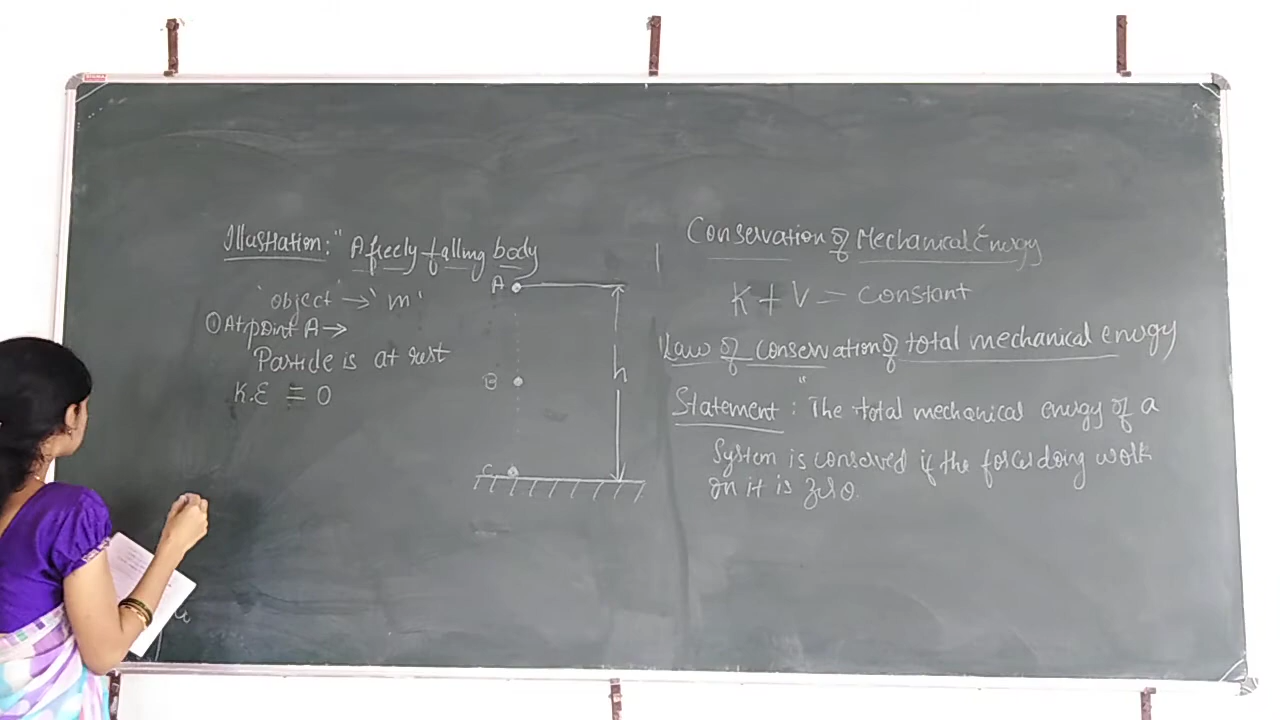 Illustration: " A freely falling body
'object' → 'm'
① At point A →
Particle is at rest
K.E = 0
A
B
C
h
Conservation of Mechanical Energy
K + V = constant
Law of conservation of total mechanical energy
Statement : "The total mechanical energy of a
System is conserved if the forces doing work
on it is zero.